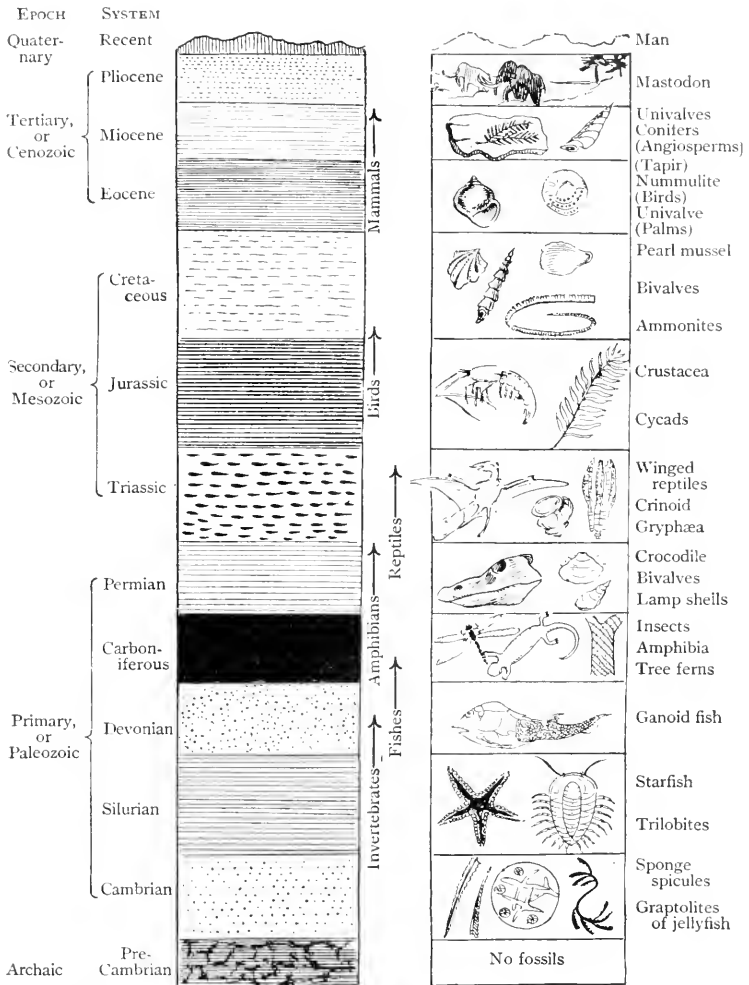 EPOCH SYSTEM
Quater-
nary
Recent
Pliocene
Tertiary,
or
Cenozoic
Miocene
Eocene
Creta-
ceous
Secondary,
or
Mesozoic
Jurassic
Triassic
Permian
Carbon-
iferous
Primary,
or
Paleozoic
Devonian
Silurian
Cambrian
Archaic
Pre-
Cambrian
Mammals
Birds
Reptiles
Amphibians
Fishes
Invertebrates
Man
Mastodon
Univalves
Coniters
(Angiosperms)
(Tapir)
Nummulite
(Birds)
Univalve
(Palms)
Pearl mussel
Bivalves
Ammonites
Crustacea
Cycads
Winged
reptiles
Crinoid
Gryphæa
Crocodile
Bivalves
Lamp shells
Insects
Amphibia
Tree ferns
Ganoid fish
Starfish
Trilobites
Sponge
spicules
Graptolites
of jellyfish
No fossils